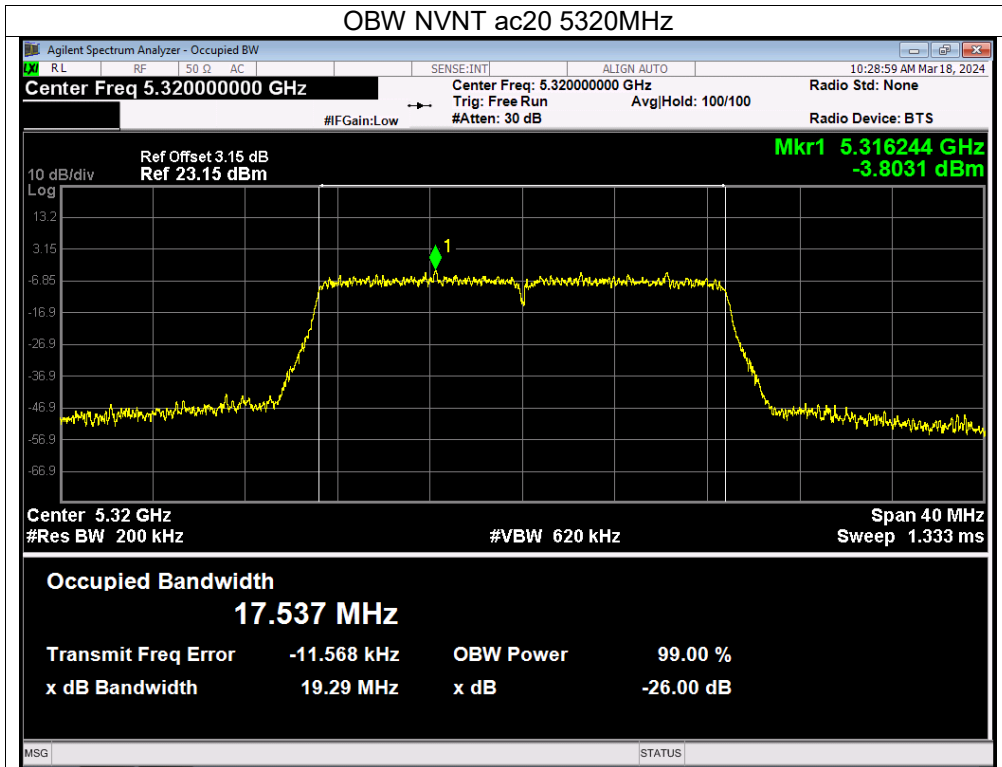 OBW NVNT ac20 5320MHz
Agilent Spectrum Analyzer - Occupied BW
LXI RL RF 50 Ω AC SENSE:INT ALIGN AUTO 10:28:59 AM Mar 18, 2024
Center Freq 5.320000000 GHz Center Freq: 5.320000000 GHz Radio Std: None
Trig: Free Run Avg|Hold: 100/100
#IFGain:Low #Atten: 30 dB Radio Device: BTS
Ref Offset 3.15 dB Mkr1 5.316244 GHz
10 dB/div Ref 23.15 dBm -3.8031 dBm
Log
13.2
3.15
1
-6.85
-16.9
-26.9
-36.9
-46.9
-56.9
-66.9
Center 5.32 GHz Span 40 MHz
#Res BW 200 kHz #VBW 620 kHz Sweep 1.333 ms
Occupied Bandwidth
17.537 MHz
Transmit Freq Error -11.568 kHz OBW Power 99.00 %
x dB Bandwidth 19.29 MHz x dB -26.00 dB
MSG STATUS